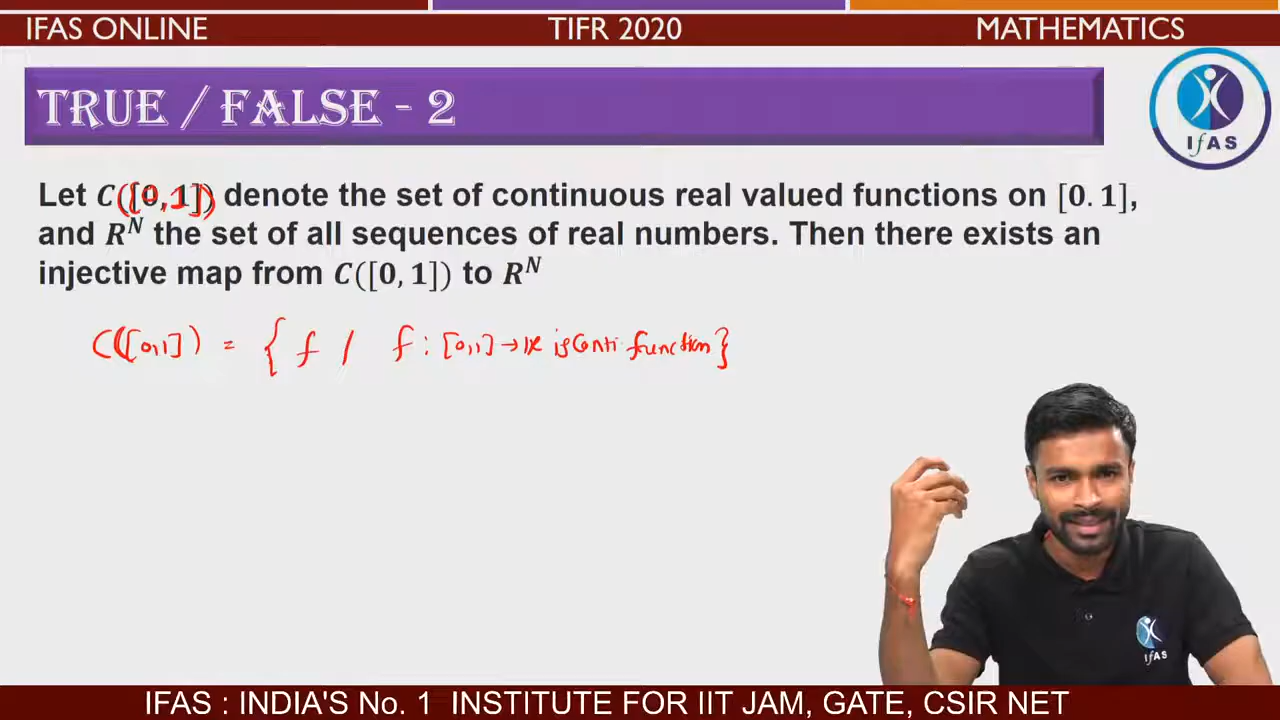 IFAS ONLINE TIFR 2020 MATHEMATICS
TRUE / FALSE - 2
IfAS
Let C([0, 1]) denote the set of continuous real valued functions on [0. 1],
and R^N the set of all sequences of real numbers. Then there exists an
injective map from C([0, 1]) to R^N
C([0,1]) = { f / f : [0,1] → IR is Conti. function }
IfAS
IFAS : INDIA'S No. 1 INSTITUTE FOR IIT JAM, GATE, CSIR NET